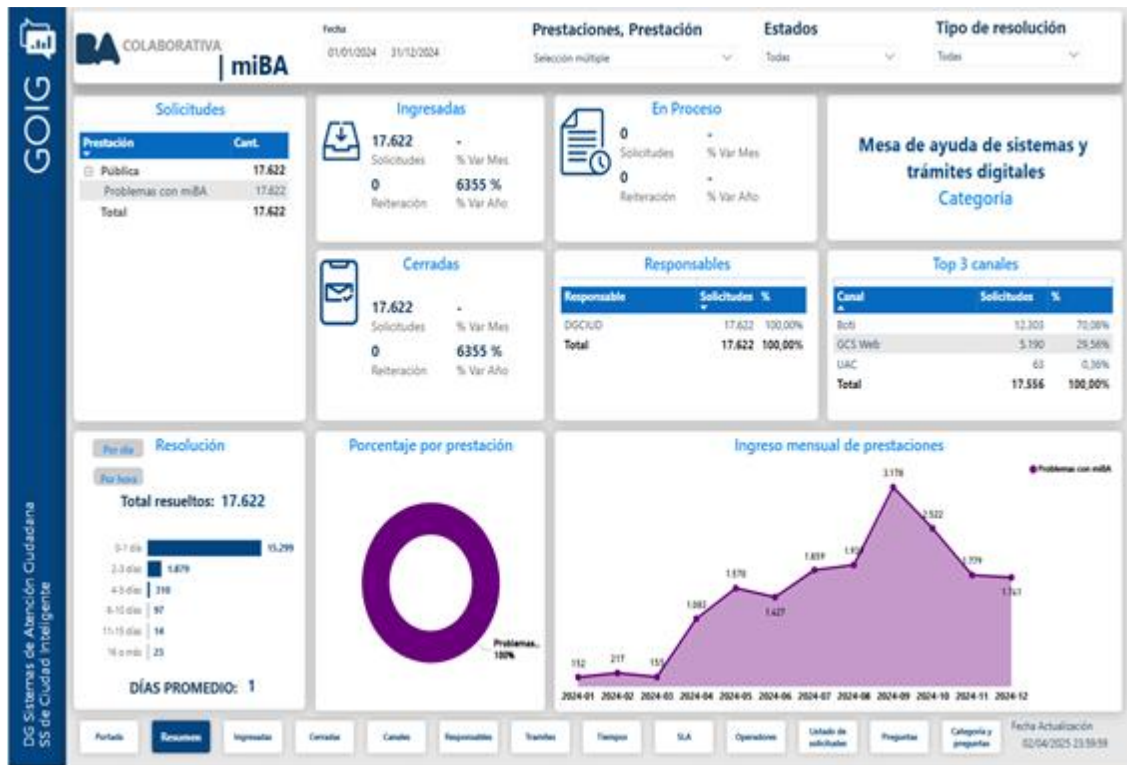 GOIG
DG Sistemas de Atención Ciudadana
SS de Ciudad Inteligente
BA COLABORATIVA
| miBA
Fecha
01/01/2024 31/12/2024
Prestaciones, Prestación
Selección múltiple
Estados
Todas
Tipo de resolución
Todas
Solicitudes
Prestación Cant.
Pública 17.622
Problemas con miBA 17.622
Total 17.622
Ingresadas
17.622 -
Solicitudes % Var Mes
0 6355 %
Reiteración % Var Año
En Proceso
0 -
Solicitudes % Var Mes
0 -
Reiteración % Var Año
Mesa de ayuda de sistemas y
trámites digitales
Categoría
Cerradas
17.622 -
Solicitudes % Var Mes
0 6355 %
Reiteración % Var Año
Responsables
Responsable Solicitudes %
DGCIUD 17.622 100,00%
Total 17.622 100,00%
Top 3 canales
Canal Solicitudes %
Boti 12.303 70,08%
GCS Web 5.190 29,56%
UAC 63 0,36%
Total 17.556 100,00%
Resolución
Por día
Por hora
Total resueltos: 17.622
0-1 día 15.299
2-3 días 1.879
4-5 días 310
6-10 días 97
11-15 días 14
16 o más 23
DÍAS PROMEDIO: 1
Porcentaje por prestación
Problemas...
100%
Ingreso mensual de prestaciones
Problemas con miBA
152 217 1.082 1.570 1.427 1.859 3.178 2.522 1.779 1.741
2024-01 2024-02 2024-03 2024-04 2024-05 2024-06 2024-07 2024-08 2024-09 2024-10 2024-11 2024-12
Portada Resumen Ingresadas Cerradas Canales Responsables Tramites Tiempos SLA Operadores Listado de solicitudes Preguntas Categoría y preguntas
Fecha Actualización
02/04/2025 23:59:59